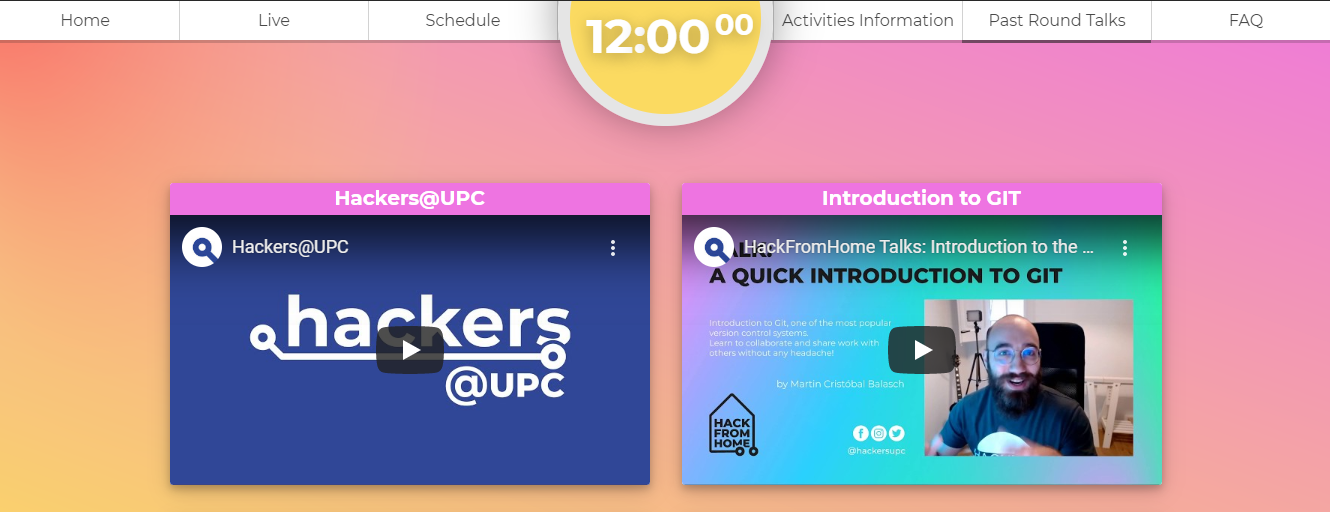 Home
Live
Schedule
12:00 00
Activities Information
Past Round Talks
FAQ
Hackers@UPC
Hackers@UPC
hackers
@UPC
Introduction to GIT
HackFromHome Talks: Introduction to the ...
A QUICK INTRODUCTION TO GIT
Introduction to Git, one of the most popular
version control systems.
Learn to collaborate and share work with
others without any headache!
by Martin Cristóbal Balasch
HACK
FROM
HOME
@hackersupc